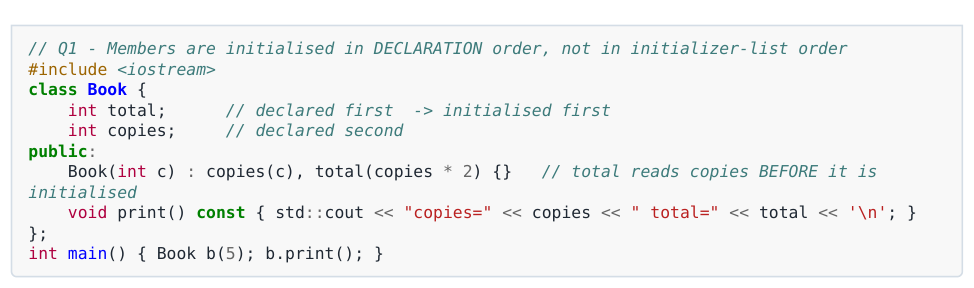 // Q1 - Members are initialised in DECLARATION order, not in initializer-list order
#include <iostream>
class Book {
    int total;      // declared first  -> initialised first
    int copies;     // declared second
public:
    Book(int c) : copies(c), total(copies * 2) {}   // total reads copies BEFORE it is
initialised
    void print() const { std::cout << "copies=" << copies << " total=" << total << '\n'; }
};
int main() { Book b(5); b.print(); }